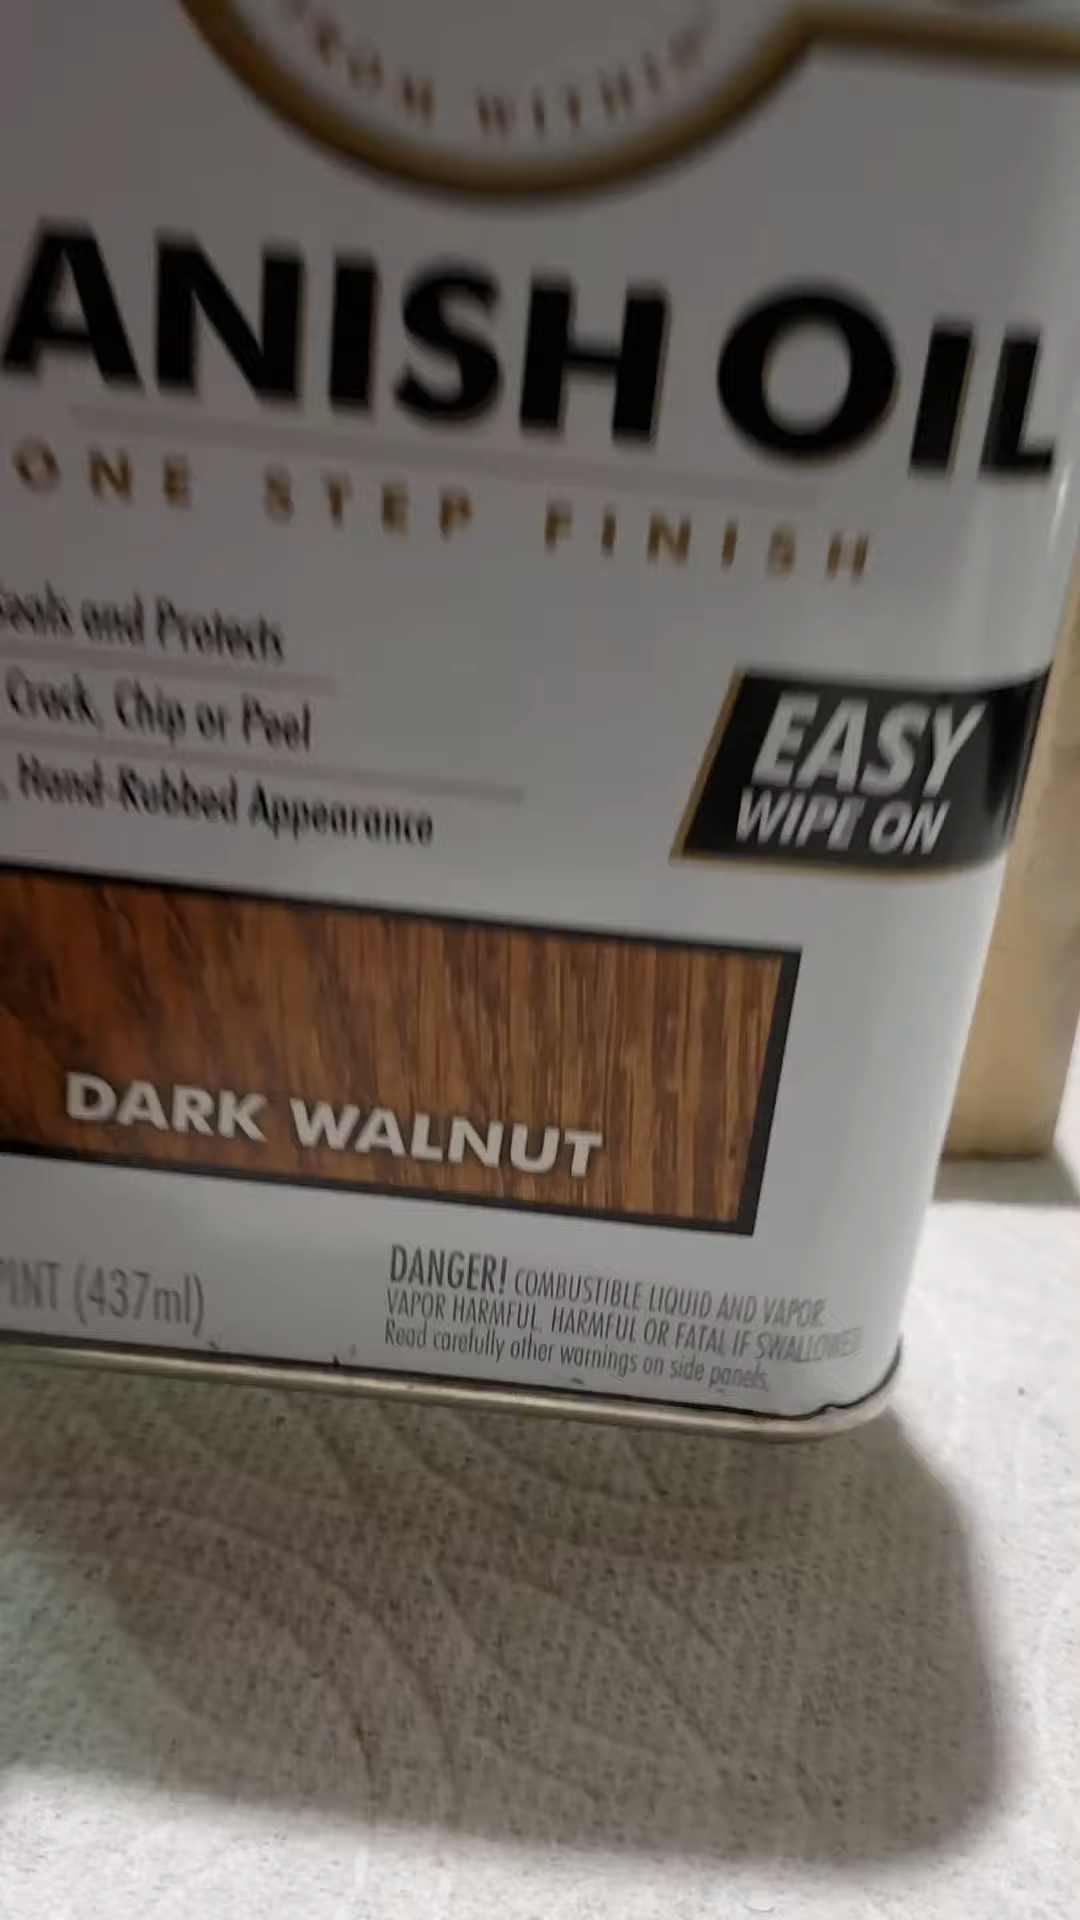 FROM WITHIN
ANISH OIL
ONE STEP FINISH
Seals and Protects
Crack, Chip or Peel
, Hand-Rubbed Appearance
EASY
WIPE ON
DARK WALNUT
PINT (437ml)
DANGER! COMBUSTIBLE LIQUID AND VAPOR.
VAPOR HARMFUL. HARMFUL OR FATAL IF SWALLOWED.
Read carefully other warnings on side panels.